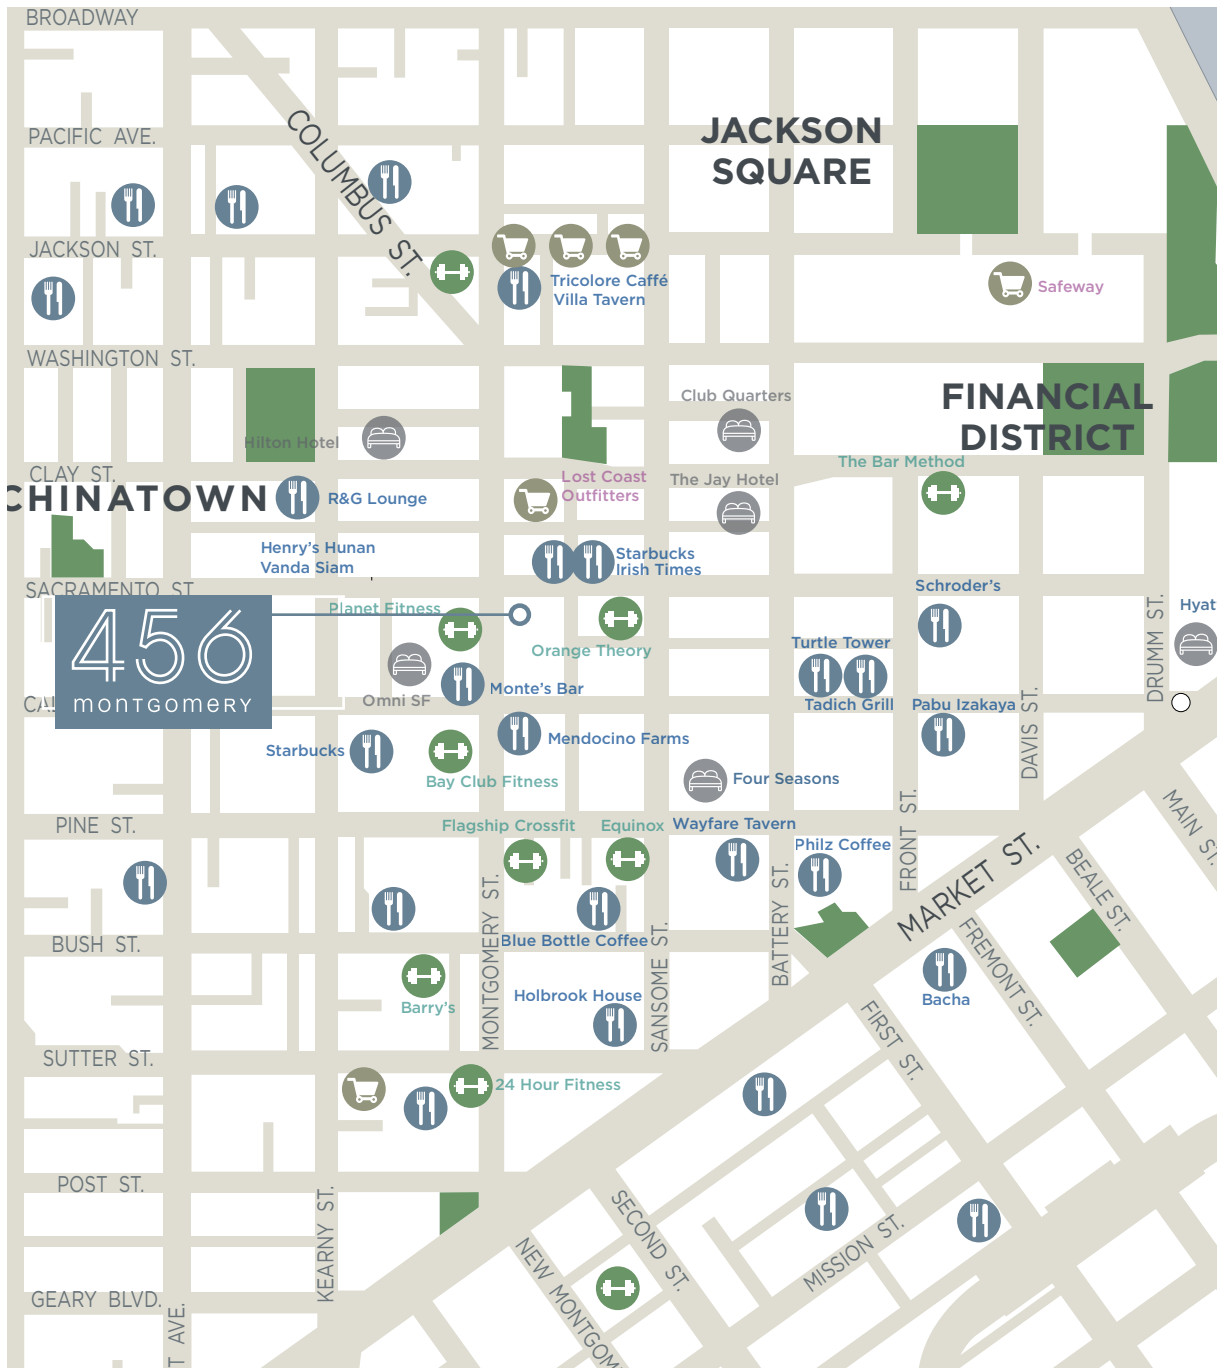 BROADWAY
PACIFIC AVE.
COLUMBUS ST.
JACKSON
SQUARE
JACKSON ST.
Tricolore Caffé
Villa Tavern
Safeway
WASHINGTON ST.
Club Quarters
FINANCIAL
DISTRICT
Hilton Hotel
The Bar Method
CLAY ST.
CHINATOWN
R&G Lounge
Lost Coast
Outfitters
The Jay Hotel
Henry's Hunan
Vanda Siam
Starbucks
Irish Times
SACRAMENTO ST
Schroder's
Planet Fitness
456
montgomery
Orange Theory
Turtle Tower
Tadich Grill
Hyat
DRUMM ST.
Omni SF
Monte's Bar
Pabu Izakaya
DAVIS ST.
CAL
Starbucks
Mendocino Farms
Bay Club Fitness
Four Seasons
PINE ST.
Flagship Crossfit
Equinox
Wayfare Tavern
Philz Coffee
FRONT ST.
MARKET ST.
MAIN ST.
BEALE ST.
BUSH ST.
MONTGOMERY ST.
Blue Bottle Coffee
SANSOME ST.
BATTERY ST.
FREMONT ST.
Bacha
Barry's
Holbrook House
FIRST ST.
SUTTER ST.
24 Hour Fitness
POST ST.
KEARNY ST.
SECOND ST.
MISSION ST.
NEW MONTGOM
GEARY BLVD.
T AVE.